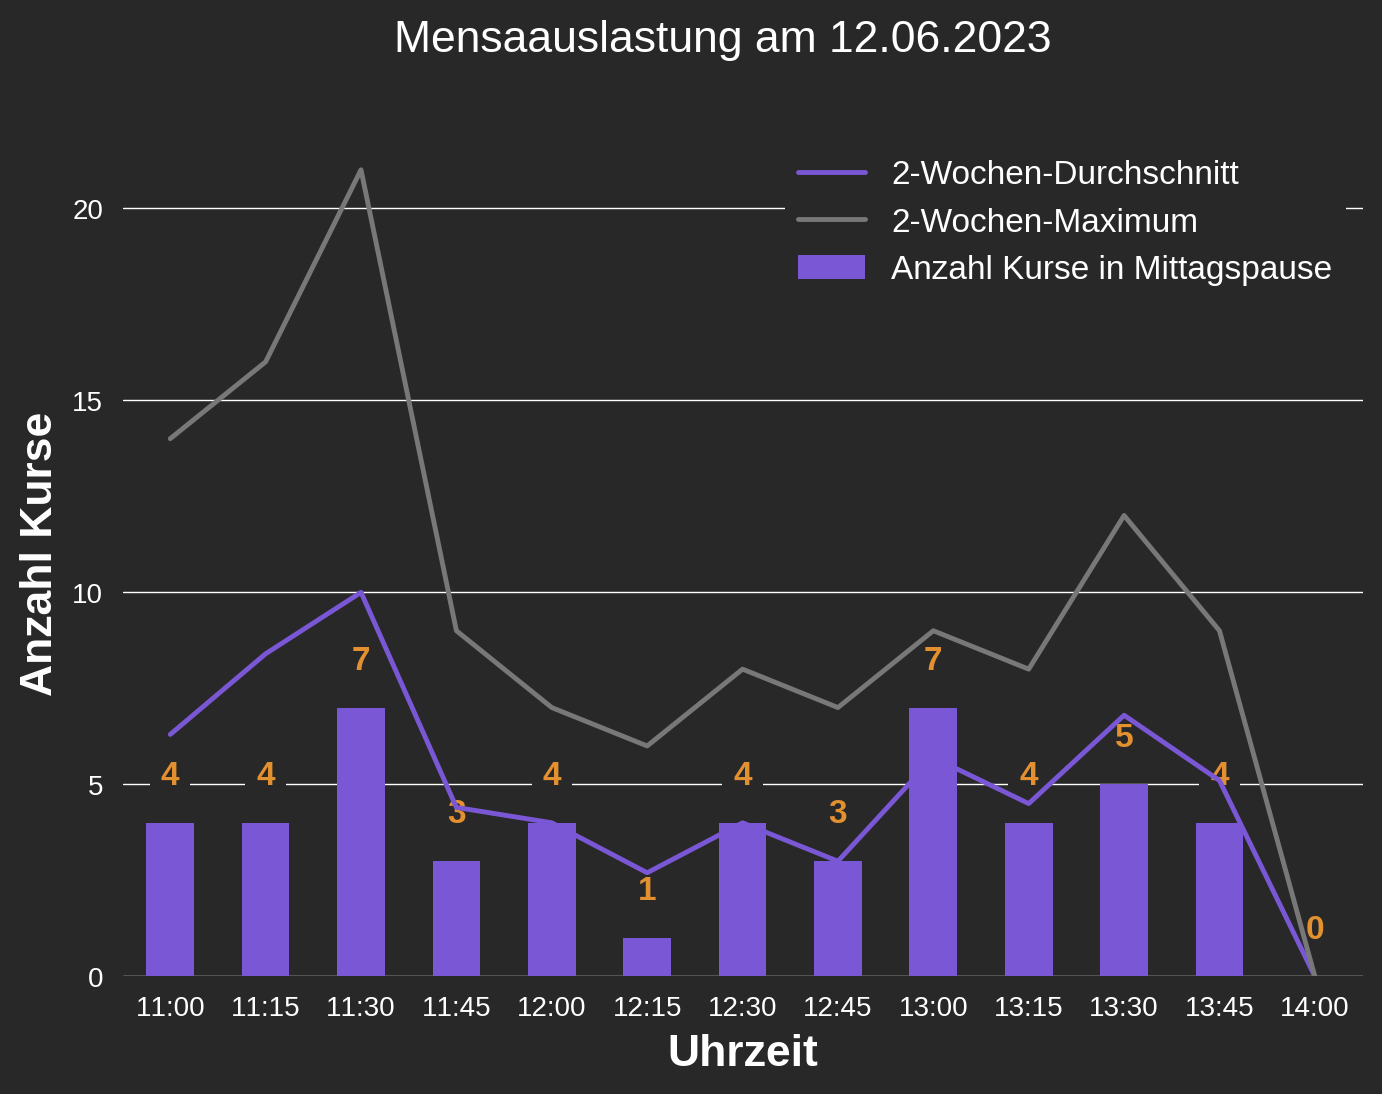 Mensaauslastung am 12.06.2023
2-Wochen-Durchschnitt
2-Wochen-Maximum
Anzahl Kurse in Mittagspause
Anzahl Kurse
20
15
10
5
0
4
4
7
3
4
1
4
3
7
4
5
4
0
11:00 11:15 11:30 11:45 12:00 12:15 12:30 12:45 13:00 13:15 13:30 13:45 14:00
Uhrzeit